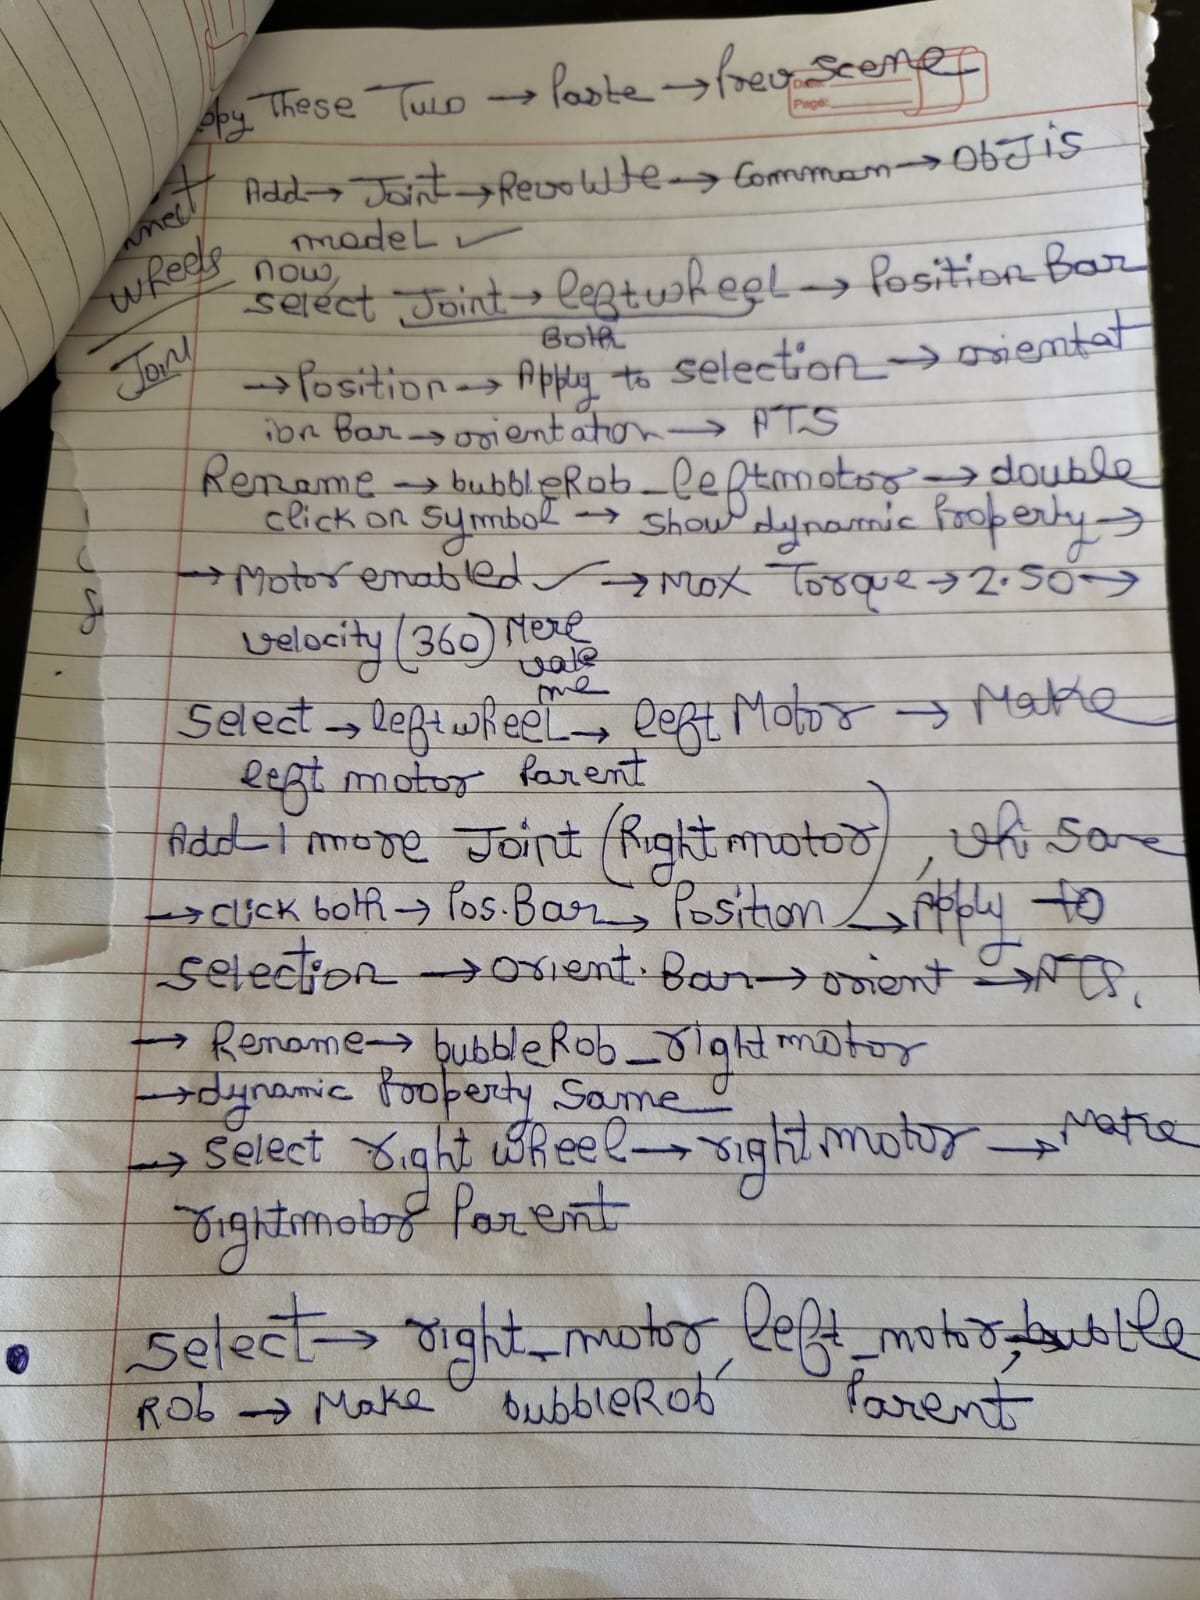 opy These Two → Paste → Prev Scene
Date:
Page:
Add → Joint → Revolute → Common → ObJ is
model ✓
nnect
wheels
Joint
now,
select Joint → leftwheel → Position Bar
Both
→ Position → Apply to selection → orientat
ion Bar → orientation → ATS
Rename → bubbleRob_leftmotor → double
click on symbol → show dynamic Property →
→ Motor enabled ✓ → Max Torque → 2.50 →
velocity (360)
me
Select → leftwheel → left Motor → Make
left motor Parent
Add 1 more Joint (Right motor),
→ click both → Pos. Bar → Position → Apply to
selection → orient. Bar → orient → ATS.
→ Rename → bubbleRob_rightmotor
→ dynamic Property Same
→ select right wheel → right motor → Make
rightmotor Parent
Select → right_motor, left_motor, bubble
Rob → Make bubbleRob Parent